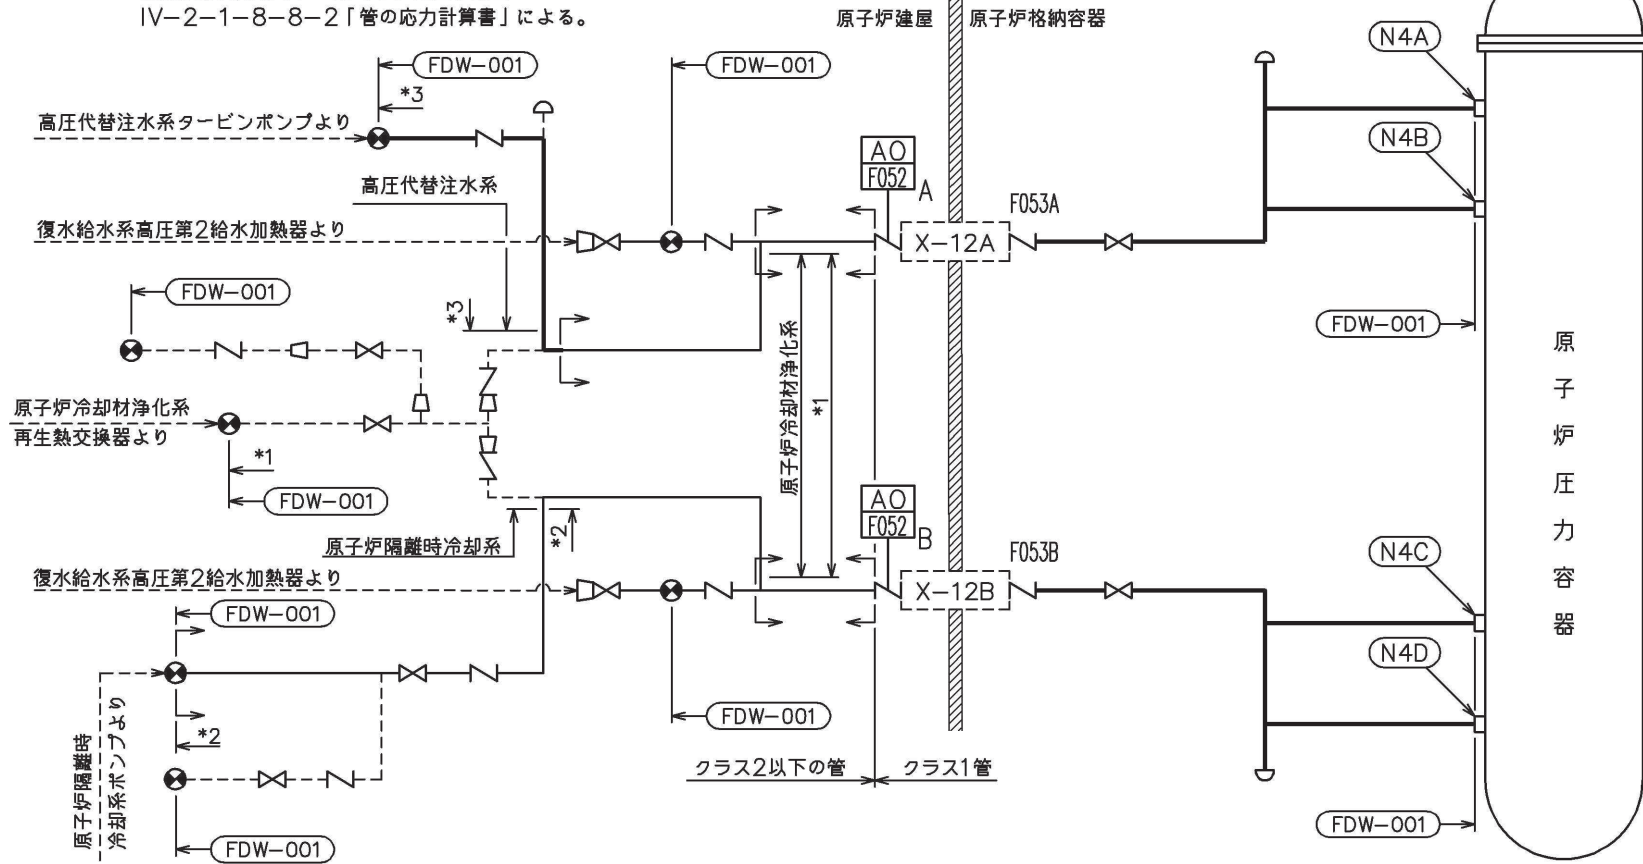 Ⅳ-2-1-8-8-2「管の応力計算書」による。
原子炉建屋
原子炉格納容器
FDW-001
FDW-001
N4A
*3
高圧代替注水系タービンポンプより
N4B
AO
F052
A
高圧代替注水系
F053A
復水給水系高圧第2給水加熱器より
X-12A
FDW-001
*3
FDW-001
原子炉冷却材浄化系
*1
原子炉圧力容器
原子炉冷却材浄化系
再生熱交換器より
*1
FDW-001
AO
F052
B
*2
原子炉隔離時冷却系
F053B
N4C
復水給水系高圧第2給水加熱器より
X-12B
FDW-001
N4D
FDW-001
*2
原子炉隔離時
冷却系ポンプより
クラス2以下の管
クラス1管
FDW-001
FDW-001